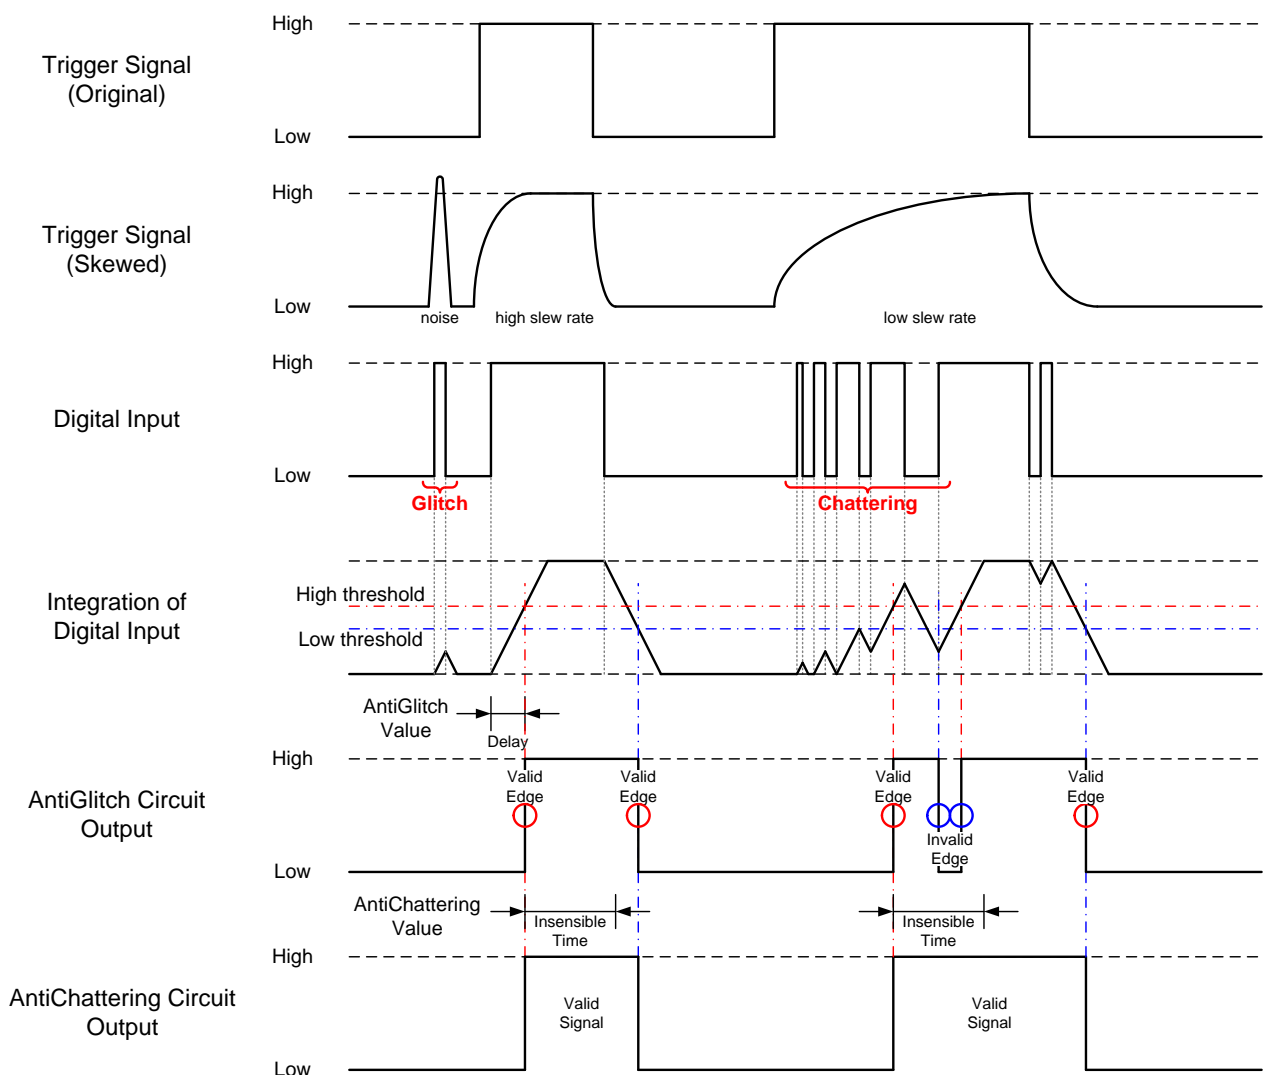 High
Trigger Signal
(Original)
Low
High
Trigger Signal
(Skewed)
Low
noise
high slew rate
low slew rate
High
Digital Input
Low
Glitch
Chattering
High threshold
Integration of
Digital Input
Low threshold
AntiGlitch
Value
Delay
High
Valid
Edge
Valid
Edge
Valid
Edge
Valid
Edge
AntiGlitch Circuit
Output
Invalid
Edge
Low
AntiChattering
Value
Insensible
Time
Insensible
Time
High
AntiChattering Circuit
Output
Valid
Signal
Valid
Signal
Low